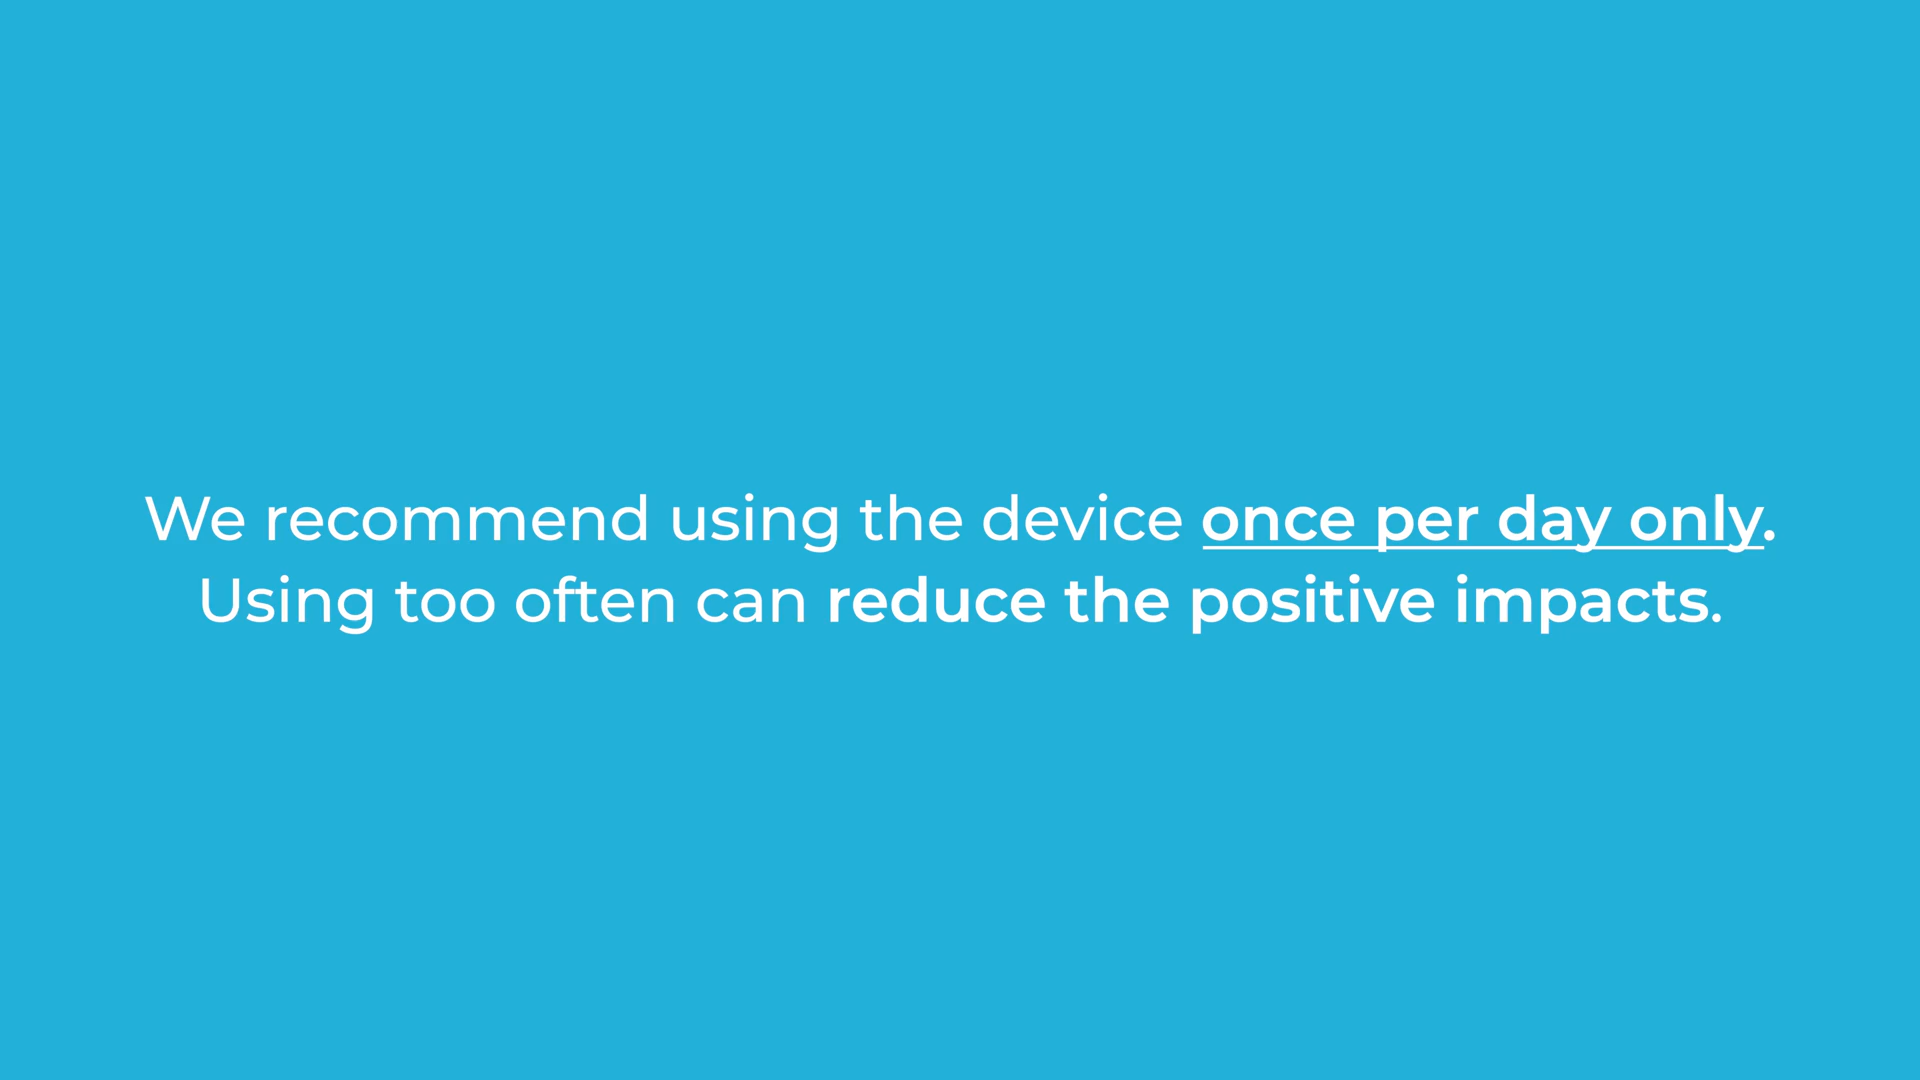 We recommend using the device once per day only.
Using too often can reduce the positive impacts.